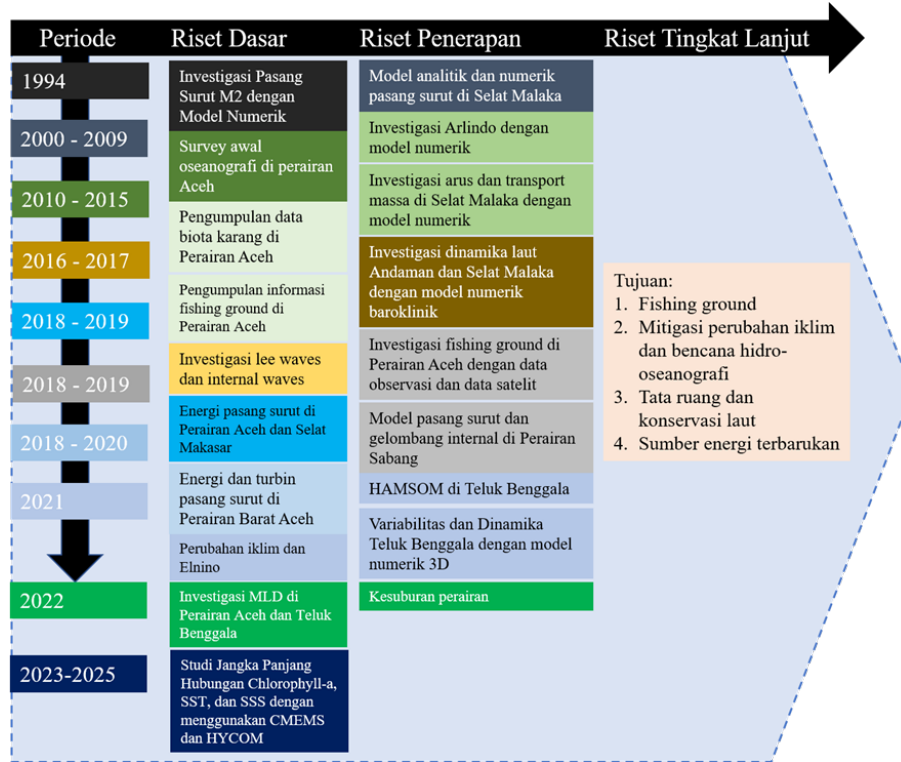 Periode
Riset Dasar
Riset Penerapan
Riset Tingkat Lanjut
1994
2000 - 2009
2010 - 2015
2016 - 2017
2018 - 2019
2018 - 2019
2018 - 2020
2021
2022
2023-2025
Investigasi Pasang
Surut M2 dengan
Model Numerik
Survey awal
oseanografi di perairan
Aceh
Pengumpulan data
biota karang di
Perairan Aceh
Pengumpulan informasi
fishing ground di
Perairan Aceh
Investigasi lee waves
dan internal waves
Energi pasang surut di
Perairan Aceh dan Selat
Makasar
Energi dan turbin
pasang surut di
Perairan Barat Aceh
Perubahan iklim dan
Elnino
Investigasi MLD di
Perairan Aceh dan Teluk
Benggala
Studi Jangka Panjang
Hubungan Chlorophyll-a,
SST, dan SSS dengan
menggunakan CMEMS
dan HYCOM
Model analitik dan numerik
pasang surut di Selat Malaka
Investigasi Arlindo dengan
model numerik
Investigasi arus dan transport
massa di Selat Malaka dengan
model numerik
Investigasi dinamika laut
Andaman dan Selat Malaka
dengan model numerik
baroklinik
Investigasi fishing ground di
Perairan Aceh dengan data
observasi dan data satelit
Model pasang surut dan
gelombang internal di Perairan
Sabang
HAMSOM di Teluk Benggala
Variabilitas dan Dinamika
Teluk Benggala dengan model
numerik 3D
Kesuburan perairan
Tujuan:
1. Fishing ground
2. Mitigasi perubahan iklim
dan bencana hidro-
oseanografi
3. Tata ruang dan
konservasi laut
4. Sumber energi terbarukan